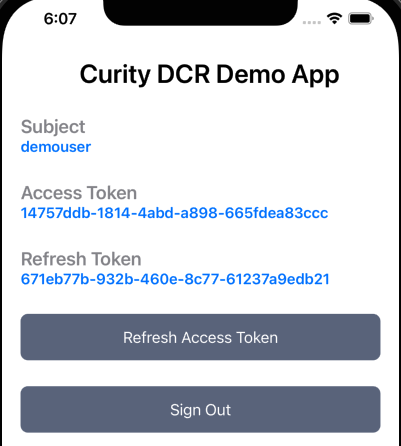 6:07
Curity DCR Demo App
Subject
demouser
Access Token
14757ddb-1814-4abd-a898-665fdea83ccc
Refresh Token
671eb77b-932b-460e-8c77-61237a9edb21
Refresh Access Token
Sign Out